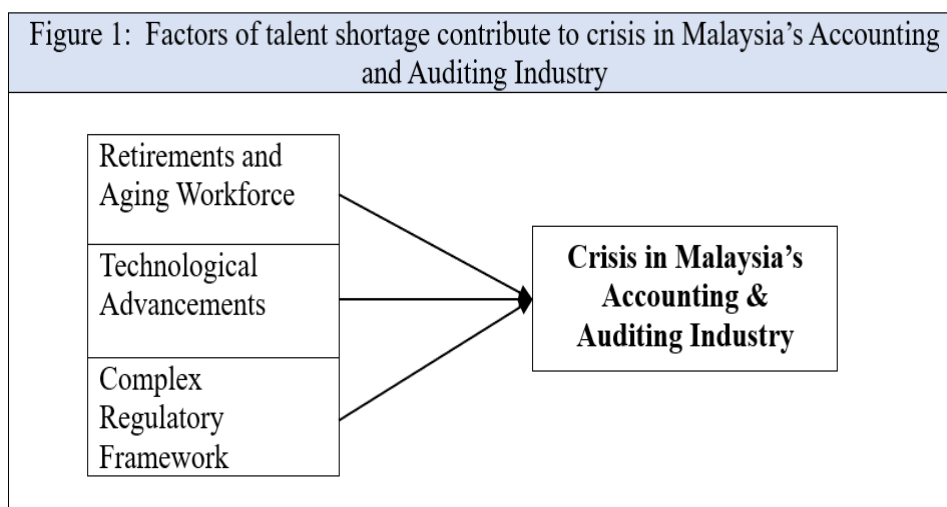 Figure 1:  Factors of talent shortage contribute to crisis in Malaysia’s Accounting
and Auditing Industry
Retirements and
Aging Workforce
Technological
Advancements
Complex
Regulatory
Framework
Crisis in Malaysia’s
Accounting &
Auditing Industry